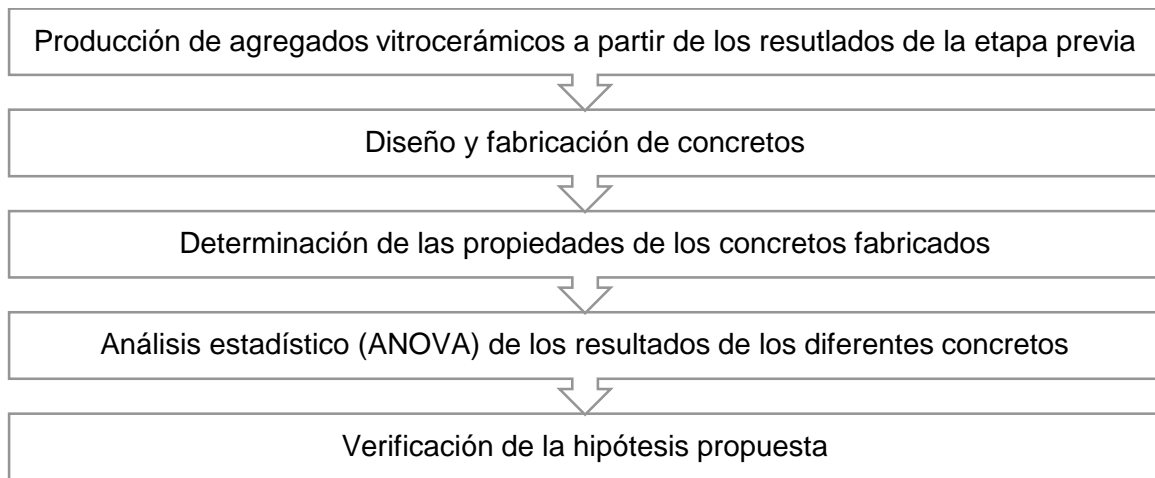 Producción de agregados vitrocerámicos a partir de los resutlados de la etapa previa
Diseño y fabricación de concretos
Determinación de las propiedades de los concretos fabricados
Análisis estadístico (ANOVA) de los resultados de los diferentes concretos
Verificación de la hipótesis propuesta